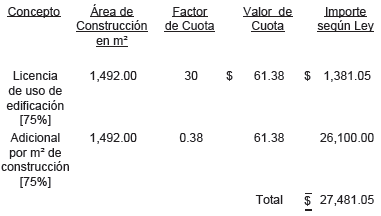 Concepto Área de Construcción en m² Factor de Cuota Valor de Cuota Importe según Ley
Licencia de uso de edificación [75%] 1,492.00 30 $ 61.38 $ 1,381.05
Adicional por m² de construcción [75%] 1,492.00 0.38 61.38 26,100.00
Total $ 27,481.05